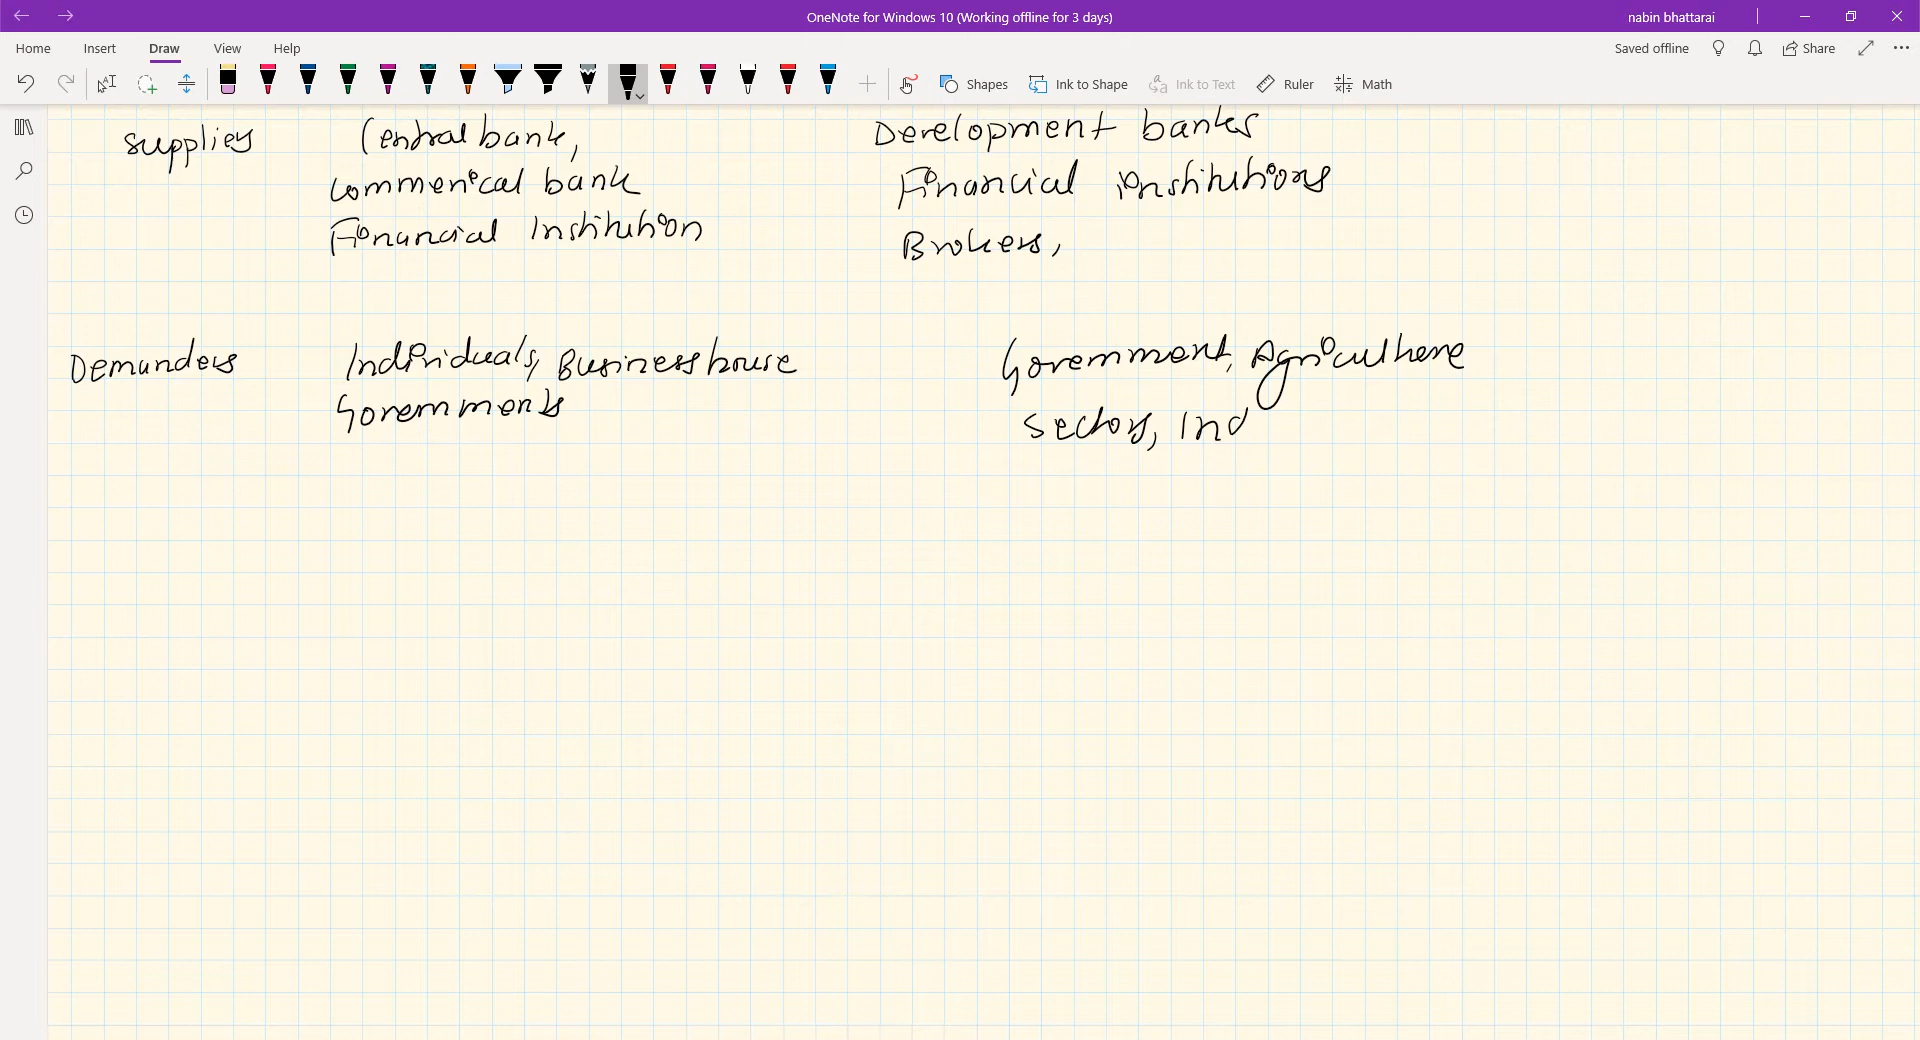 OneNote for Windows 10 (Working offline for 3 days)
nabin bhattarai
Home Insert Draw View Help
Saved offline Share
Shapes Ink to Shape Ink to Text Ruler Math
supplies Central bank, Development banks
Commerical bank Financial institutions
Financial Institution Brokers,
Demanders Individuals, Business house Government, Agriculture
Governments Sectors, Ind